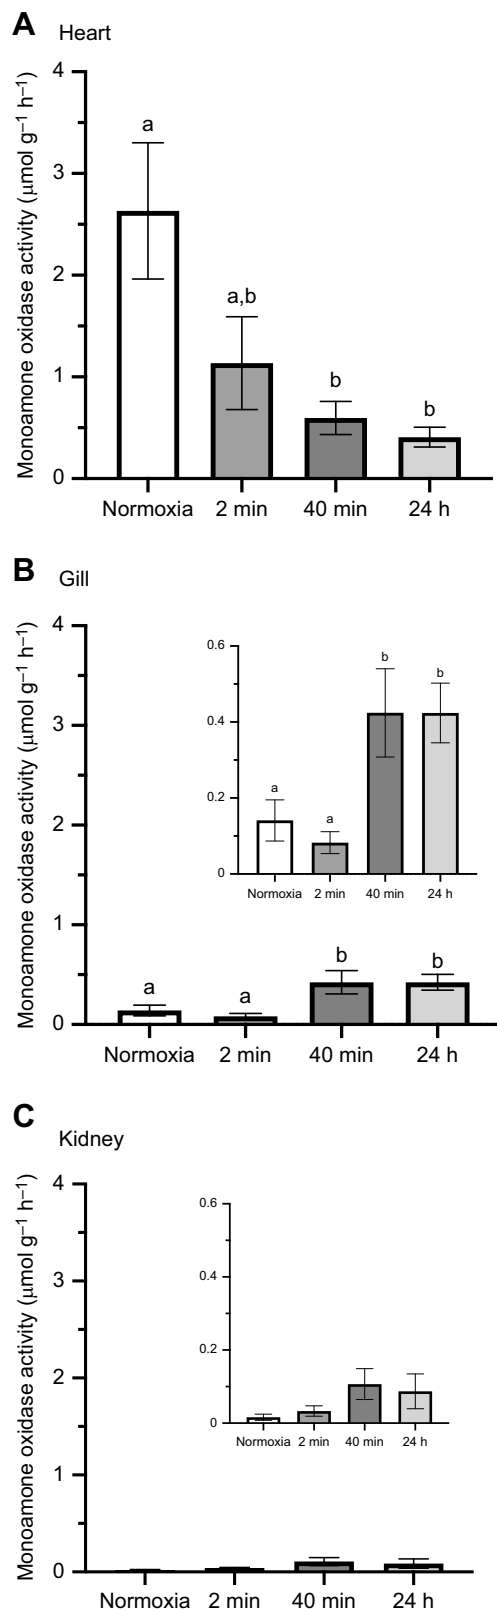 A Heart
Monoamone oxidase activity (μmol g⁻¹ h⁻¹)
4
3
2
1
0
a
a,b
b
b
Normoxia 2 min 40 min 24 h
B Gill
Monoamone oxidase activity (μmol g⁻¹ h⁻¹)
4
3
2
1
0
0.6
0.4
0.2
0
a
a
b
b
Normoxia 2 min 40 min 24 h
a
a
b
b
Normoxia 2 min 40 min 24 h
C Kidney
Monoamone oxidase activity (μmol g⁻¹ h⁻¹)
4
3
2
1
0
0.6
0.4
0.2
0
Normoxia 2 min 40 min 24 h
Normoxia 2 min 40 min 24 h